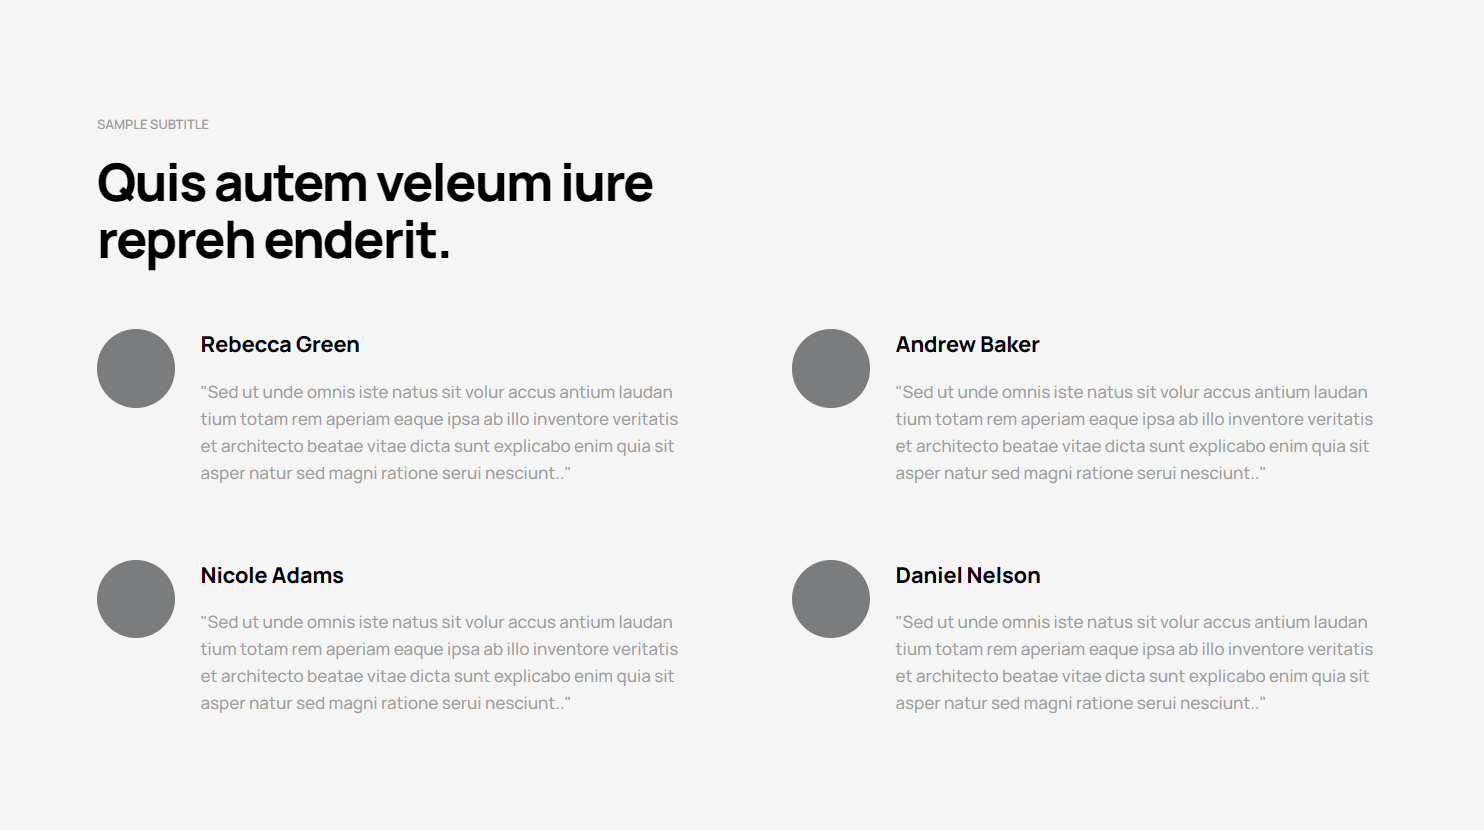 SAMPLE SUBTITLE
Quis autem veleum iure
repreh enderit.
Rebecca Green
"Sed ut unde omnis iste natus sit volur accus antium laudan
tium totam rem aperiam eaque ipsa ab illo inventore veritatis
et architecto beatae vitae dicta sunt explicabo enim quia sit
asper natur sed magni ratione serui nesciunt.."
Andrew Baker
"Sed ut unde omnis iste natus sit volur accus antium laudan
tium totam rem aperiam eaque ipsa ab illo inventore veritatis
et architecto beatae vitae dicta sunt explicabo enim quia sit
asper natur sed magni ratione serui nesciunt.."
Nicole Adams
"Sed ut unde omnis iste natus sit volur accus antium laudan
tium totam rem aperiam eaque ipsa ab illo inventore veritatis
et architecto beatae vitae dicta sunt explicabo enim quia sit
asper natur sed magni ratione serui nesciunt.."
Daniel Nelson
"Sed ut unde omnis iste natus sit volur accus antium laudan
tium totam rem aperiam eaque ipsa ab illo inventore veritatis
et architecto beatae vitae dicta sunt explicabo enim quia sit
asper natur sed magni ratione serui nesciunt.."